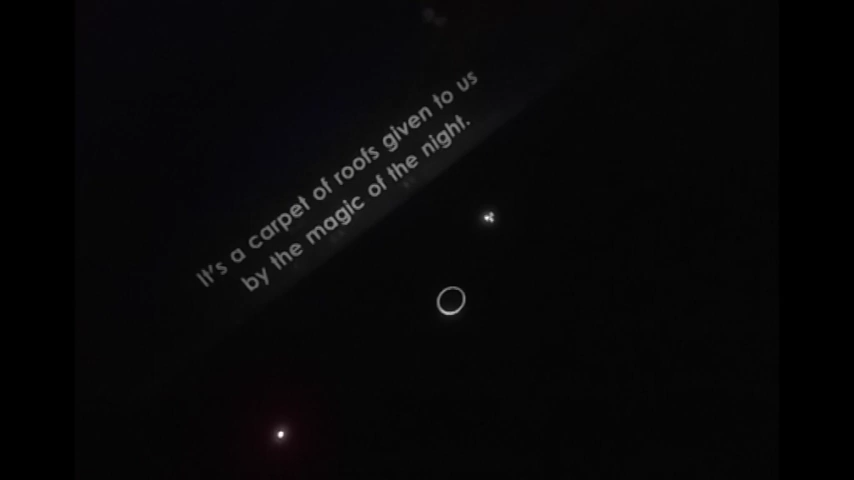 It's a carpet of roofs given to us
by the magic of the night.